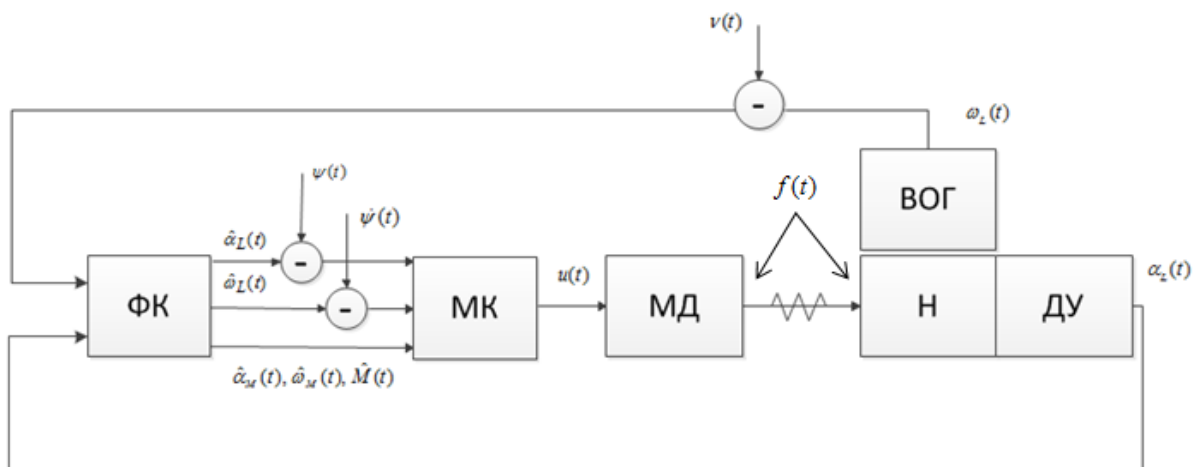 ν(t)
ω_L(t)
ВОГ
ψ(t)
ψ̇(t)
f(t)
α̂_L(t)
ω̂_L(t)
-
-
-
ФК
МК
u(t)
МД
Н
ДУ
α_L(t)
α̂_M(t), ω̂_M(t), M̂(t)